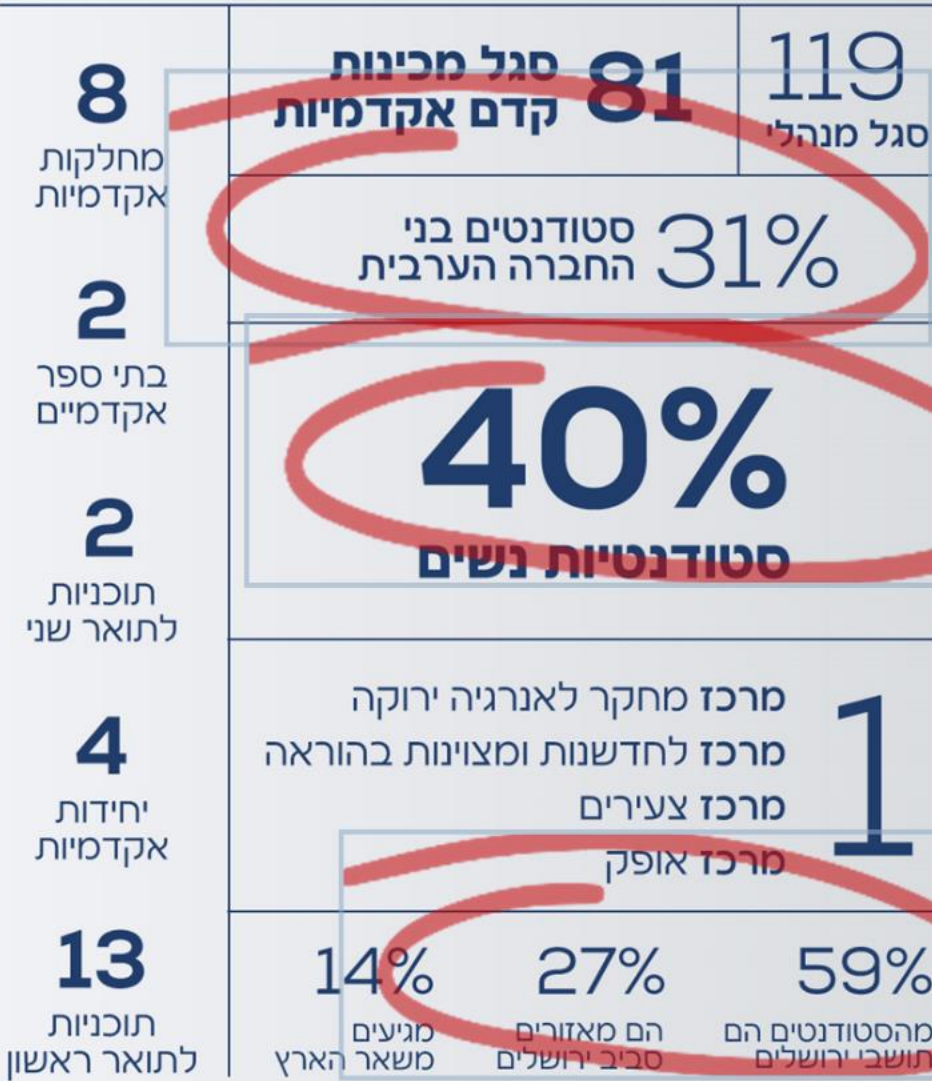 119
סגל מנהלי
81
סגל מכינות
קדם אקדמיות
31%
סטודנטים בני
החברה הערבית
40%
סטודנטיות נשים
1
מרכז מחקר לאנרגיה ירוקה
מרכז לחדשנות ומצוינות בהוראה
מרכז צעירים
מרכז אופק
59%
מהסטודנטים הם
תושבי ירושלים
27%
הם מאזורים
סביב ירושלים
14%
מגיעים
משאר הארץ
8
מחלקות
אקדמיות
2
בתי ספר
אקדמיים
2
תוכניות
לתואר שני
4
יחידות
אקדמיות
13
תוכניות
לתואר ראשון